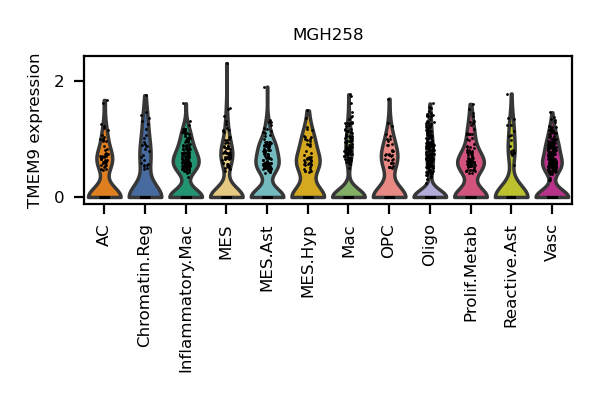 MGH258
TMEM9 expression
2
0
AC
Chromatin.Reg
Inflammatory.Mac
MES
MES.Ast
MES.Hyp
Mac
OPC
Oligo
Prolif.Metab
Reactive.Ast
Vasc